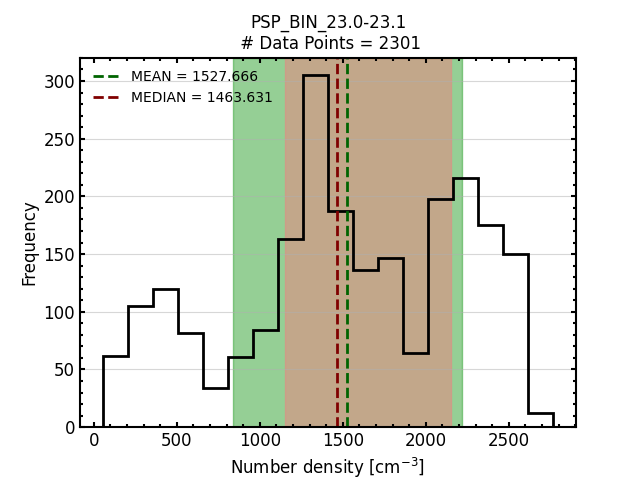 PSP_BIN_23.0-23.1
# Data Points = 2301
MEAN = 1527.666
MEDIAN = 1463.631
300
250
200
150
100
50
0
Frequency
0 500 1000 1500 2000 2500
Number density [cm⁻³]